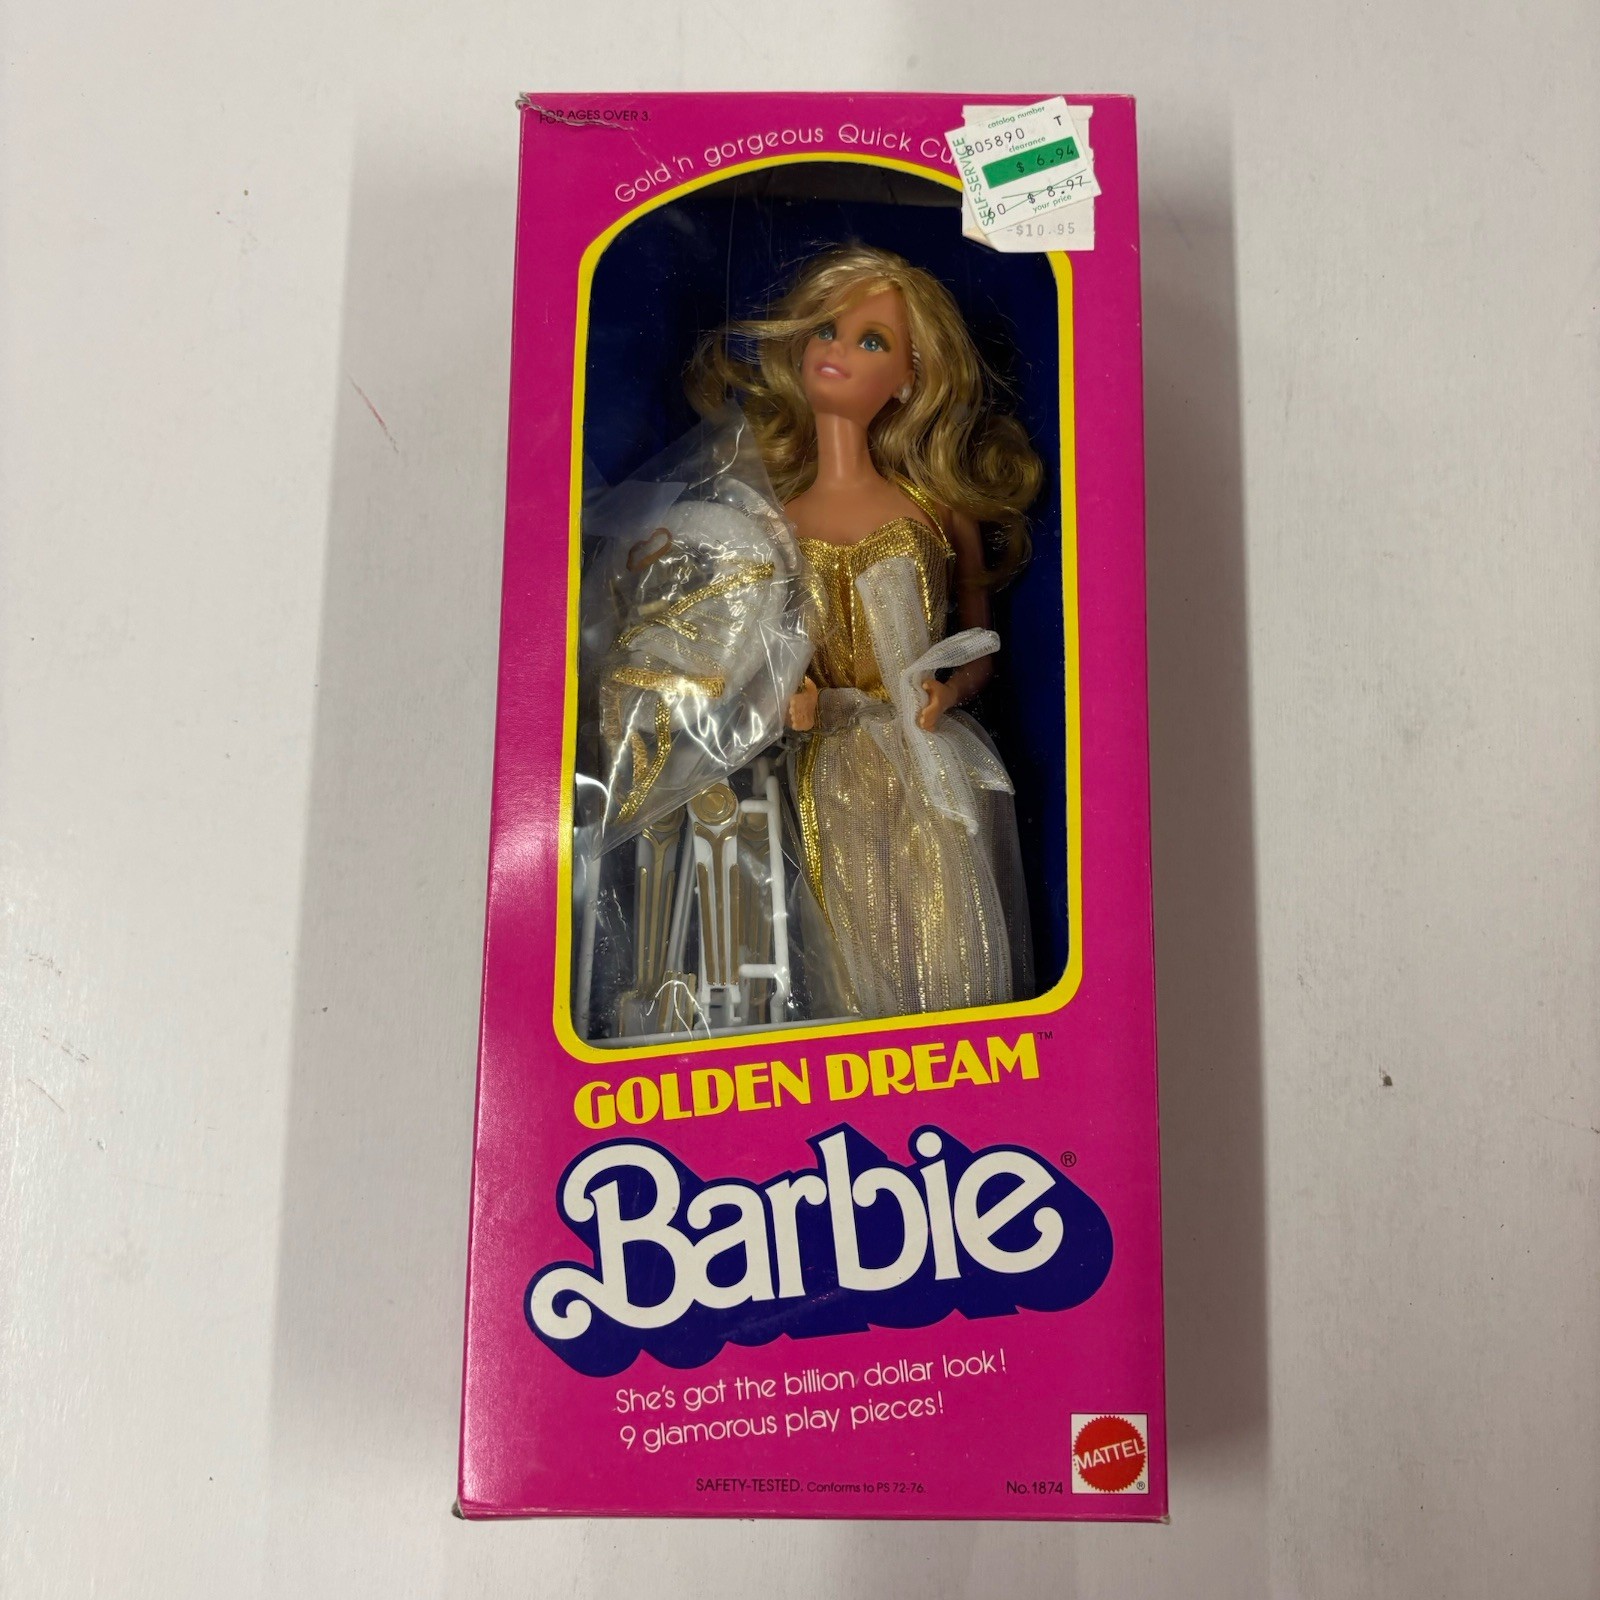 FOR AGES OVER 3.
Gold'n gorgeous Quick
catalog number
805890 T
clearance
$ 6.94
$ 8.97
60
your price
SELF-SERVICE
-$10.95
GOLDEN DREAM™
Barbie®
She's got the billion dollar look!
9 glamorous play pieces!
SAFETY-TESTED. Conforms to PS 72-76.
No. 1874
MATTEL®